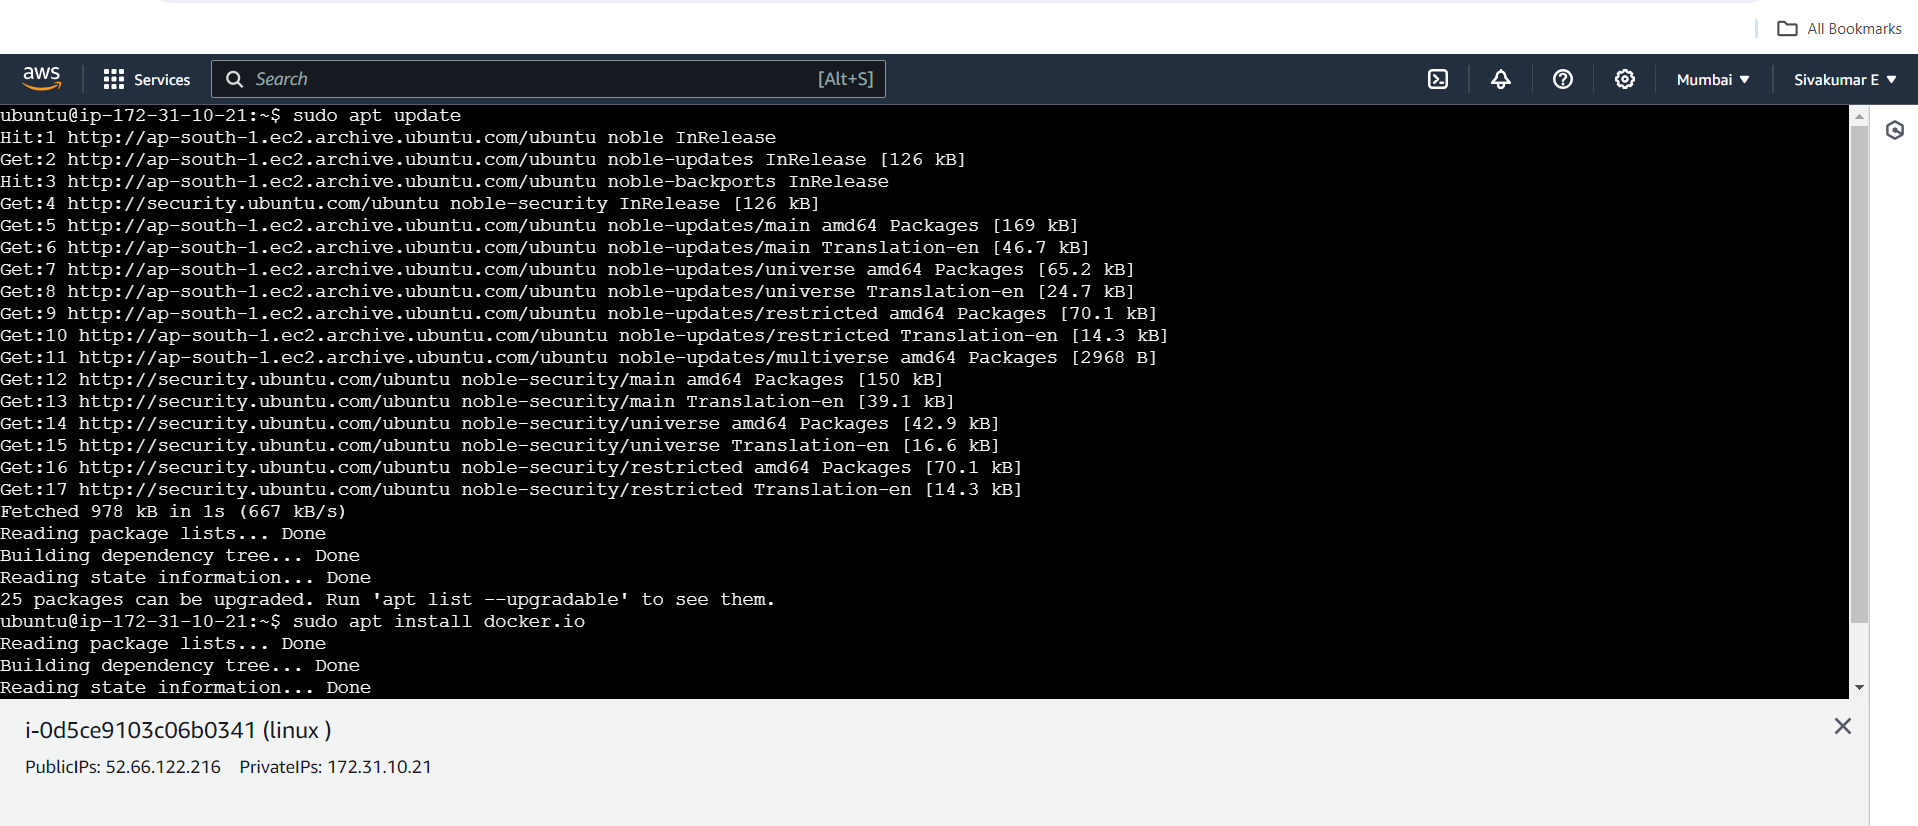 All Bookmarks
aws
Services
Search
[Alt+S]
Mumbai
Sivakumar E
ubuntu@ip-172-31-10-21:~$ sudo apt update
Hit:1 http://ap-south-1.ec2.archive.ubuntu.com/ubuntu noble InRelease
Get:2 http://ap-south-1.ec2.archive.ubuntu.com/ubuntu noble-updates InRelease [126 kB]
Hit:3 http://ap-south-1.ec2.archive.ubuntu.com/ubuntu noble-backports InRelease
Get:4 http://security.ubuntu.com/ubuntu noble-security InRelease [126 kB]
Get:5 http://ap-south-1.ec2.archive.ubuntu.com/ubuntu noble-updates/main amd64 Packages [169 kB]
Get:6 http://ap-south-1.ec2.archive.ubuntu.com/ubuntu noble-updates/main Translation-en [46.7 kB]
Get:7 http://ap-south-1.ec2.archive.ubuntu.com/ubuntu noble-updates/universe amd64 Packages [65.2 kB]
Get:8 http://ap-south-1.ec2.archive.ubuntu.com/ubuntu noble-updates/universe Translation-en [24.7 kB]
Get:9 http://ap-south-1.ec2.archive.ubuntu.com/ubuntu noble-updates/restricted amd64 Packages [70.1 kB]
Get:10 http://ap-south-1.ec2.archive.ubuntu.com/ubuntu noble-updates/restricted Translation-en [14.3 kB]
Get:11 http://ap-south-1.ec2.archive.ubuntu.com/ubuntu noble-updates/multiverse amd64 Packages [2968 B]
Get:12 http://security.ubuntu.com/ubuntu noble-security/main amd64 Packages [150 kB]
Get:13 http://security.ubuntu.com/ubuntu noble-security/main Translation-en [39.1 kB]
Get:14 http://security.ubuntu.com/ubuntu noble-security/universe amd64 Packages [42.9 kB]
Get:15 http://security.ubuntu.com/ubuntu noble-security/universe Translation-en [16.6 kB]
Get:16 http://security.ubuntu.com/ubuntu noble-security/restricted amd64 Packages [70.1 kB]
Get:17 http://security.ubuntu.com/ubuntu noble-security/restricted Translation-en [14.3 kB]
Fetched 978 kB in 1s (667 kB/s)
Reading package lists... Done
Building dependency tree... Done
Reading state information... Done
25 packages can be upgraded. Run 'apt list --upgradable' to see them.
ubuntu@ip-172-31-10-21:~$ sudo apt install docker.io
Reading package lists... Done
Building dependency tree... Done
Reading state information... Done
i-0d5ce9103c06b0341 (linux )
PublicIPs: 52.66.122.216 PrivateIPs: 172.31.10.21